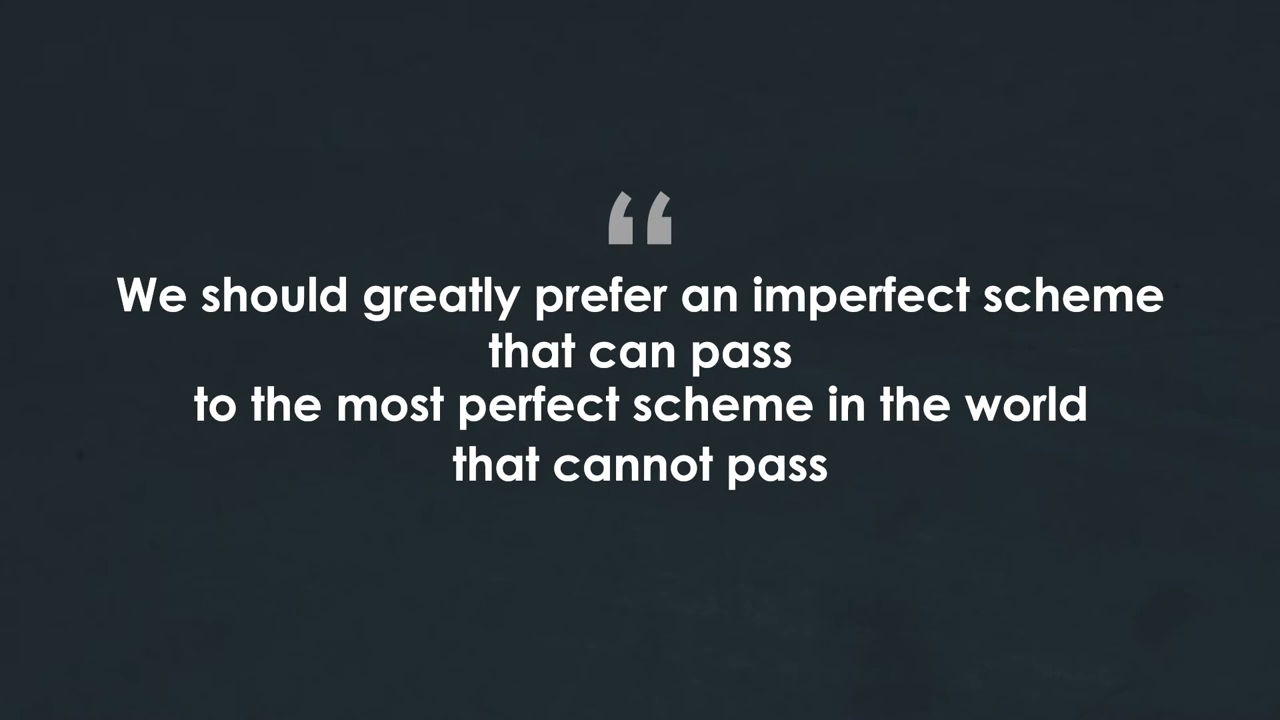 “
We should greatly prefer an imperfect scheme
that can pass
to the most perfect scheme in the world
that cannot pass